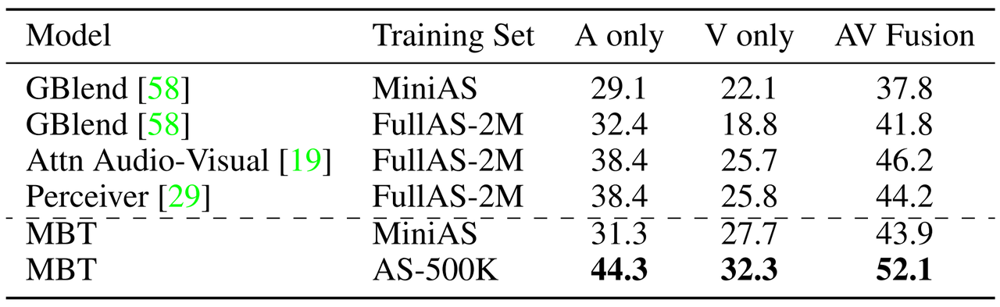 Model Training Set A only V only AV Fusion
GBlend [58] MiniAS 29.1 22.1 37.8
GBlend [58] FullAS-2M 32.4 18.8 41.8
Attn Audio-Visual [19] FullAS-2M 38.4 25.7 46.2
Perceiver [29] FullAS-2M 38.4 25.8 44.2
MBT MiniAS 31.3 27.7 43.9
MBT AS-500K 44.3 32.3 52.1